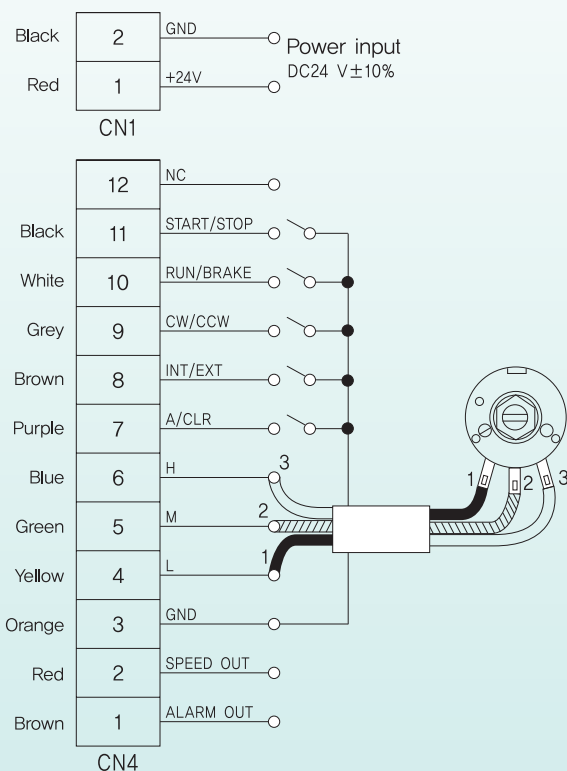 Black 2 GND
Power input
DC24 V±10%
Red 1 +24V
CN1
12 NC
Black 11 START/STOP
White 10 RUN/BRAKE
Grey 9 CW/CCW
Brown 8 INT/EXT
Purple 7 A/CLR
Blue 6 H 3
1 2 3
Green 5 M 2
Yellow 4 L 1
Orange 3 GND
Red 2 SPEED OUT
Brown 1 ALARM OUT
CN4